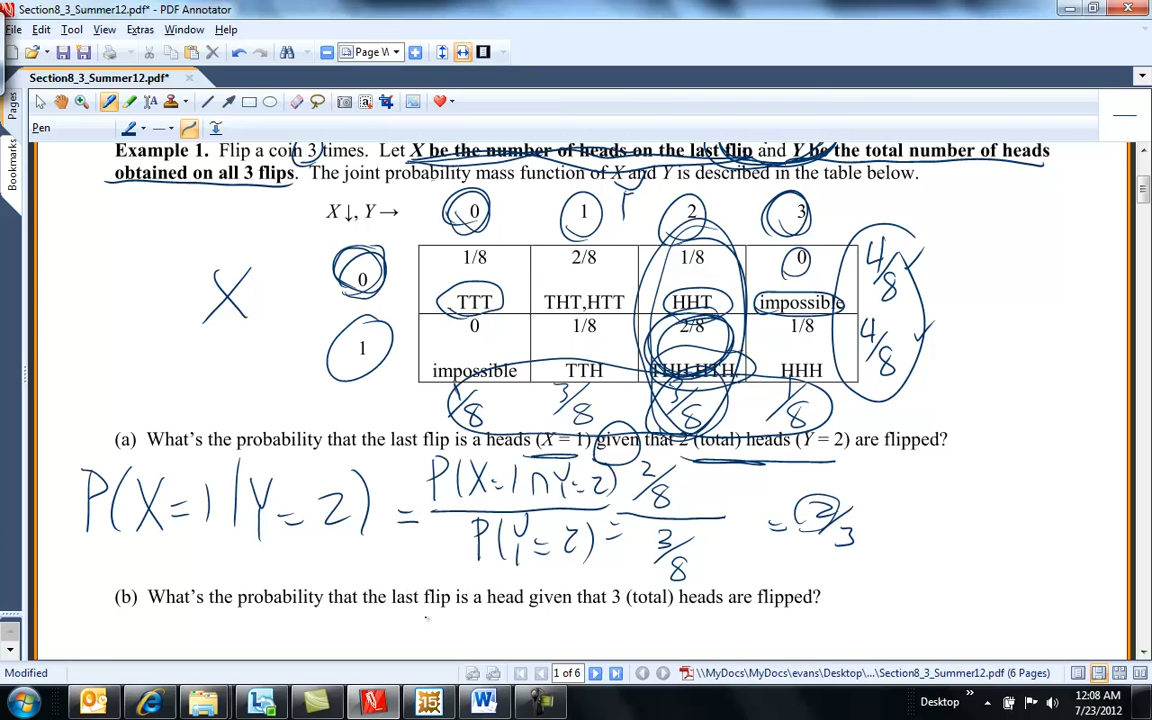 Section8_3_Summer12.pdf* - PDF Annotator
File Edit Tool View Extras Window Help
Page W
Section8_3_Summer12.pdf*
Pages
Bookmarks
Pen
Example 1. Flip a coin 3 times. Let X be the number of heads on the last flip and Y be the total number of heads
obtained on all 3 flips. The joint probability mass function of X and Y is described in the table below.
X ↓, Y → 0 1 2 3
0 1/8 2/8 1/8 0 4/8
X
TTT THT,HTT HHT impossible
1 0 1/8 2/8 1/8 4/8
impossible TTH THH,HTH HHH
1/8 3/8 3/8 1/8
(a) What's the probability that the last flip is a heads (X = 1) given that 2 (total) heads (Y = 2) are flipped?
P(X=1|Y=2) = P(X=1∩Y=2)/P(Y=2) = 2/8 / 3/8 = 2/3
(b) What's the probability that the last flip is a head given that 3 (total) heads are flipped?
Modified
1 of 6
\\MyDocs\MyDocs\evans\Desktop\...\Section8_3_Summer12.pdf (6 Pages)
Desktop
12:08 AM
7/23/2012